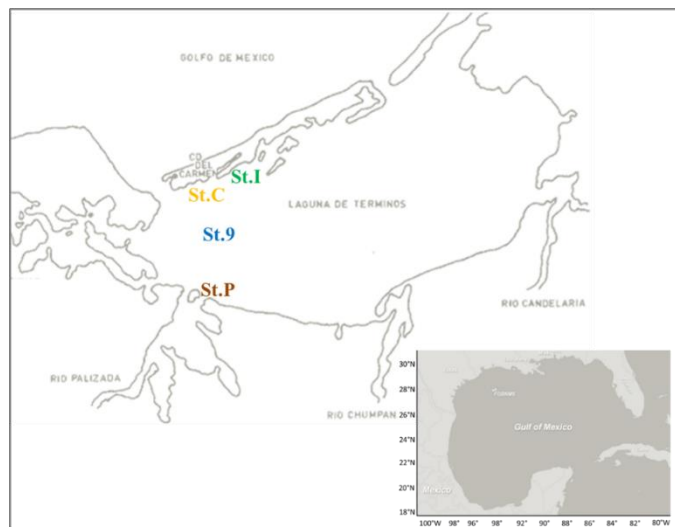 GOLFO DE MEXICO
CD.
DEL
CARMEN
St.I
St.C
LAGUNA DE TERMINOS
St.9
St.P
RIO CANDELARIA
RIO PALIZADA
RIO CHUMPAN
30°N
28°N
26°N
24°N
22°N
20°N
18°N
Gulf of Mexico
Mexico
100°W 98° 96° 94° 92° 90° 88° 86° 84° 82° 80°W